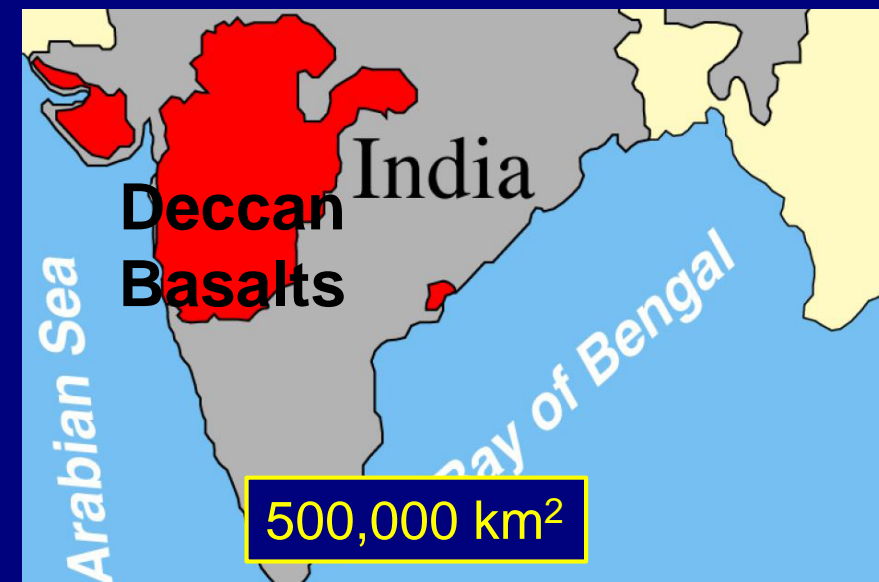 India
Deccan
Basalts
Arabian Sea
Bay of Bengal
500,000 km²